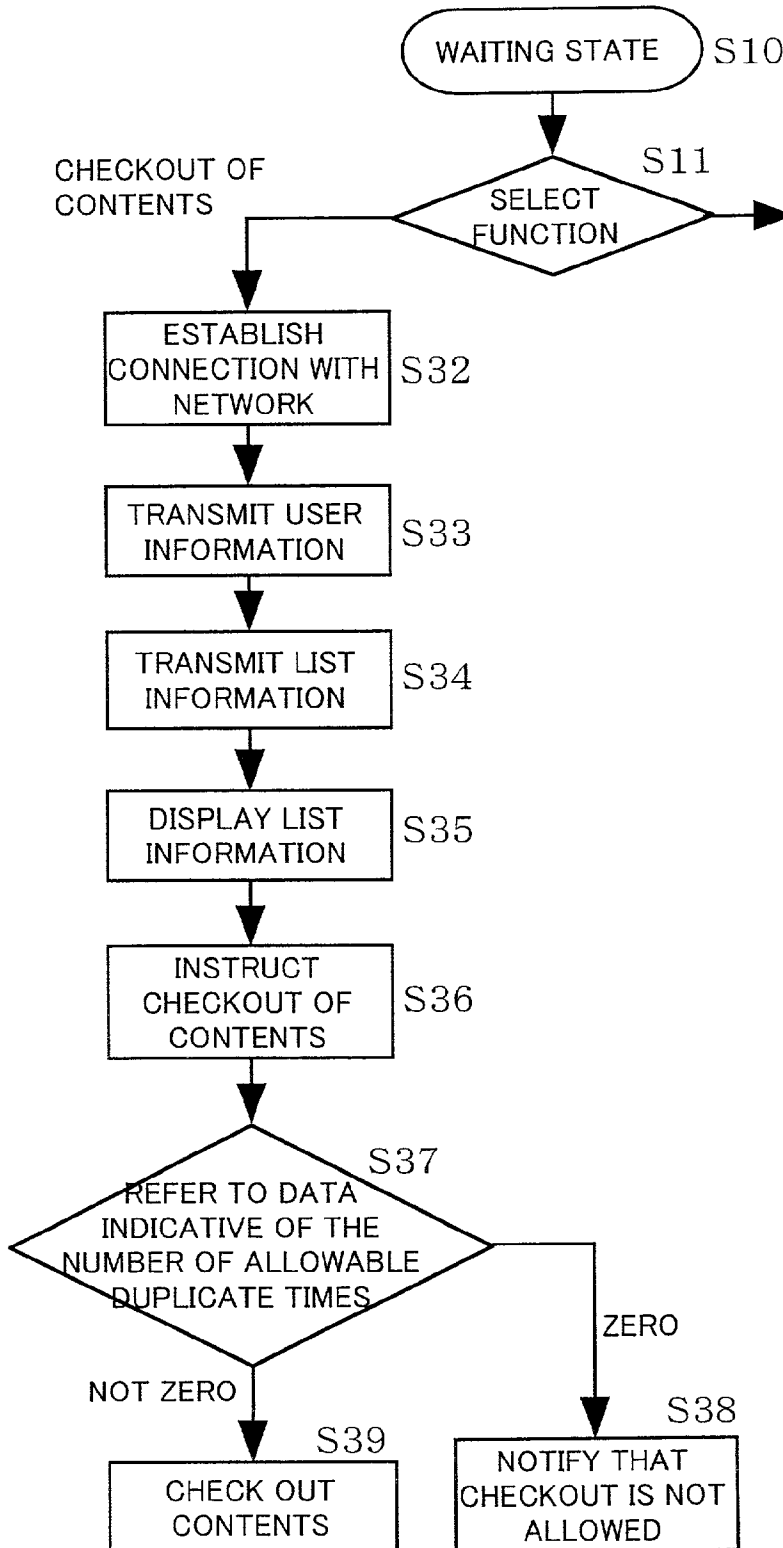 WAITING STATE
S10
S11
CHECKOUT OF
CONTENTS
SELECT
FUNCTION
ESTABLISH
CONNECTION WITH
NETWORK
S32
TRANSMIT USER
INFORMATION
S33
TRANSMIT LIST
INFORMATION
S34
DISPLAY LIST
INFORMATION
S35
INSTRUCT
CHECKOUT OF
CONTENTS
S36
S37
REFER TO DATA
INDICATIVE OF THE
NUMBER OF ALLOWABLE
DUPLICATE TIMES
ZERO
NOT ZERO
S39
S38
CHECK OUT
CONTENTS
NOTIFY THAT
CHECKOUT IS NOT
ALLOWED